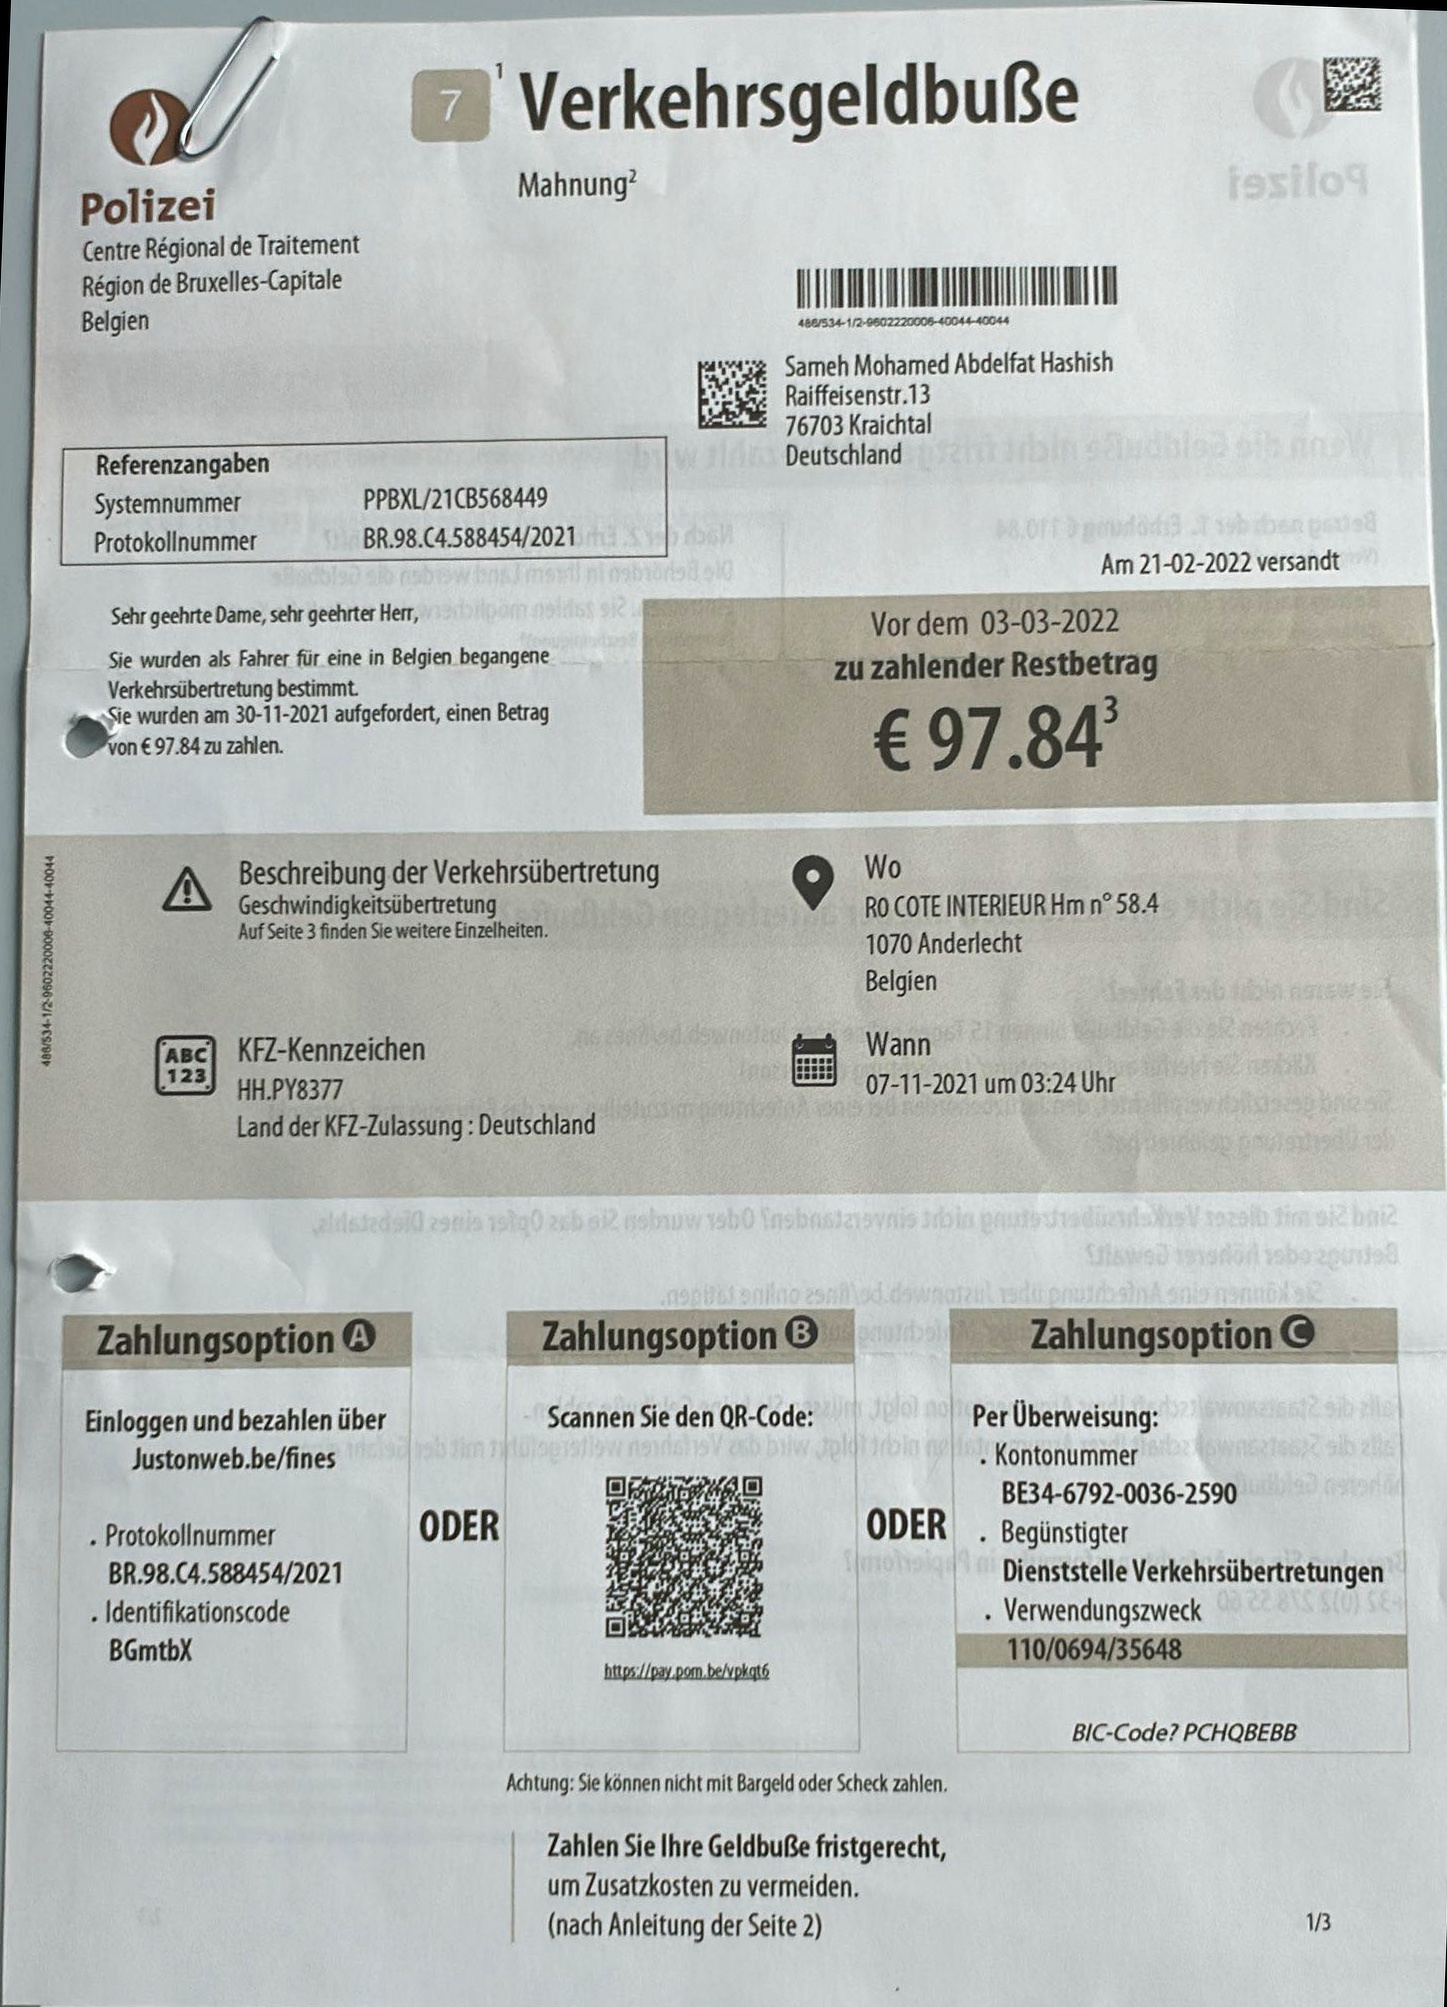 7 ¹ Verkehrsgeldbuße
Mahnung²
Polizei
Centre Régional de Traitement
Région de Bruxelles-Capitale
Belgien
486/534-1/2-9602220006-40044-40044
Sameh Mohamed Abdelfat Hashish
Raiffeisenstr.13
76703 Kraichtal
Deutschland
Referenzangaben
Systemnummer PPBXL/21CB568449
Protokollnummer BR.98.C4.588454/2021
Am 21-02-2022 versandt
Sehr geehrte Dame, sehr geehrter Herr,
Sie wurden als Fahrer für eine in Belgien begangene
Verkehrsübertretung bestimmt.
Sie wurden am 30-11-2021 aufgefordert, einen Betrag
von € 97.84 zu zahlen.
Vor dem 03-03-2022
zu zahlender Restbetrag
€ 97.84³
486/534-1/2-9602220006-40044-40044
Beschreibung der Verkehrsübertretung
Geschwindigkeitsübertretung
Auf Seite 3 finden Sie weitere Einzelheiten.
Wo
R0 COTE INTERIEUR Hm n° 58.4
1070 Anderlecht
Belgien
ABC
123
KFZ-Kennzeichen
HH.PY8377
Land der KFZ-Zulassung : Deutschland
Wann
07-11-2021 um 03:24 Uhr
Zahlungsoption A
Einloggen und bezahlen über
Justonweb.be/fines
. Protokollnummer
BR.98.C4.588454/2021
. Identifikationscode
BGmtbX
ODER
Zahlungsoption B
Scannen Sie den QR-Code:
https://pay.pom.be/vpkqt6
ODER
Zahlungsoption C
Per Überweisung:
. Kontonummer
BE34-6792-0036-2590
. Begünstigter
Dienststelle Verkehrsübertretungen
. Verwendungszweck
110/0694/35648
BIC-Code? PCHQBEBB
Achtung: Sie können nicht mit Bargeld oder Scheck zahlen.
Zahlen Sie Ihre Geldbuße fristgerecht,
um Zusatzkosten zu vermeiden.
(nach Anleitung der Seite 2)
1/3